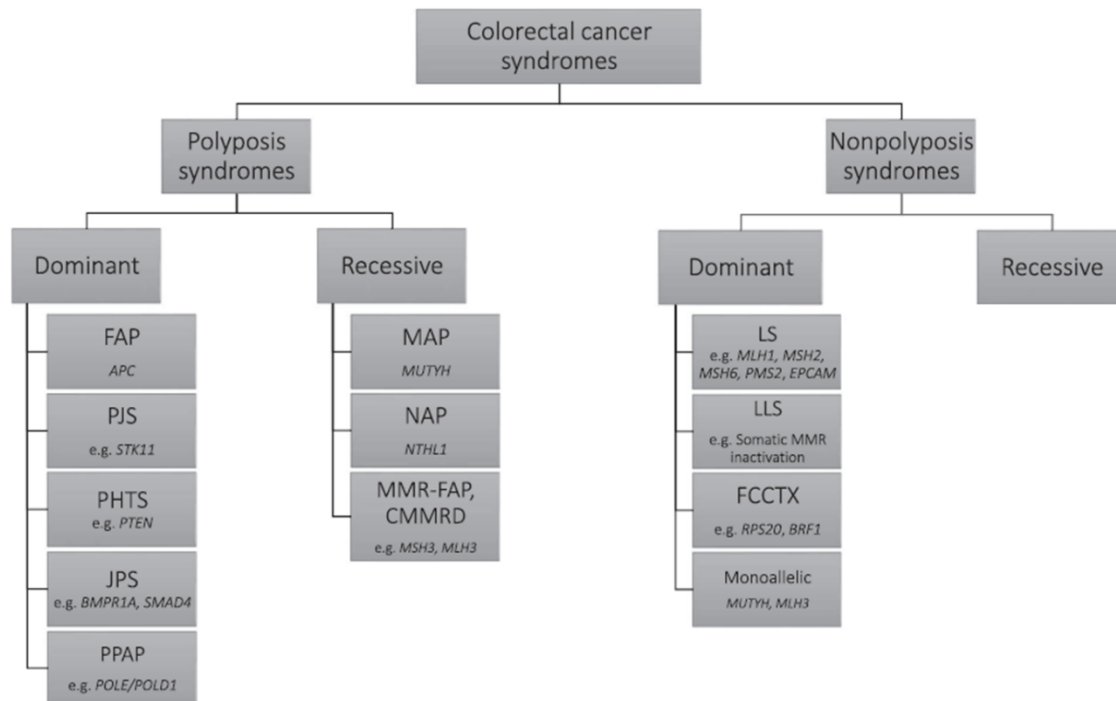 Colorectal cancer
syndromes
Polyposis
syndromes
Nonpolyposis
syndromes
Dominant
Recessive
Dominant
Recessive
FAP
APC
PJS
e.g. STK11
PHTS
e.g. PTEN
JPS
e.g. BMPR1A, SMAD4
PPAP
e.g. POLE/POLD1
MAP
MUTYH
NAP
NTHL1
MMR-FAP,
CMMRD
e.g. MSH3, MLH3
LS
e.g. MLH1, MSH2,
MSH6, PMS2, EPCAM
LLS
e.g. Somatic MMR
inactivation
FCCTX
e.g. RPS20, BRF1
Monoallelic
MUTYH, MLH3